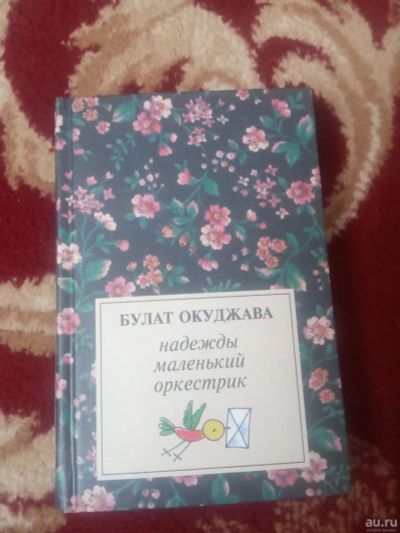 БУЛАТ ОКУДЖАВА
надежды
маленький
оркестрик
au.ru